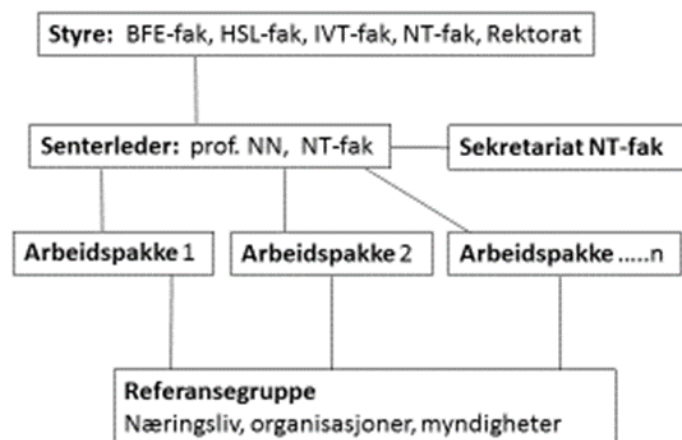 Styre: BFE-fak, HSL-fak, IVT-fak, NT-fak, Rektorat
Senterleder: prof. NN, NT-fak
Sekretariat NT-fak
Arbeidspakke 1
Arbeidspakke 2
Arbeidspakke .....n
Referansegruppe
Næringsliv, organisasjoner, myndigheter